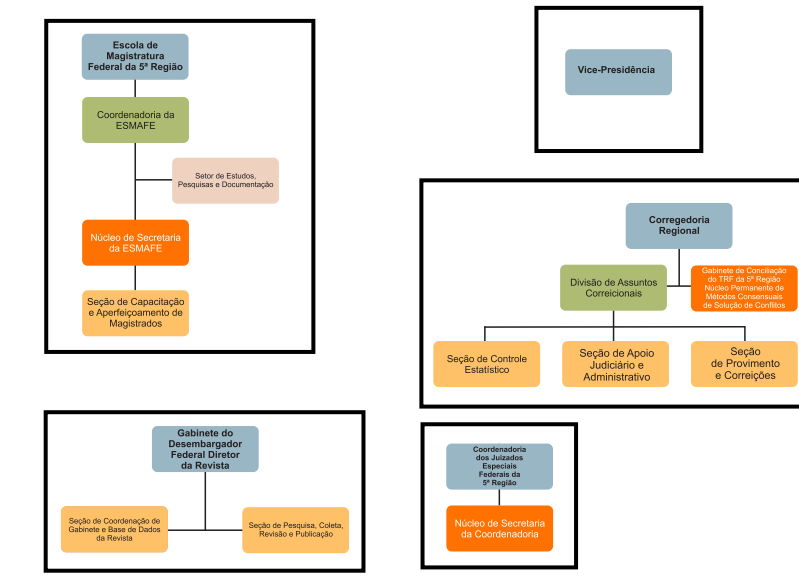 Escola de
Magistratura
Federal da 5ª Região
Coordenadoria da
ESMAFE
Setor de Estudos,
Pesquisas e Documentação
Núcleo de Secretaria
da ESMAFE
Seção de Capacitação
e Aperfeiçoamento de
Magistrados
Vice-Presidência
Corregedoria
Regional
Divisão de Assuntos
Correicionais
Gabinete de Conciliação
do TRF da 5ª Região
Núcleo Permanente de
Métodos Consensuais
de Solução de Conflitos
Seção de Controle
Estatístico
Seção de Apoio
Judiciário e
Administrativo
Seção
de Provimento
e Correições
Gabinete do
Desembargador
Federal Diretor
da Revista
Seção de Coordenação de
Gabinete e Base de Dados
da Revista
Seção de Pesquisa, Coleta,
Revisão e Publicação
Coordenadoria
dos Juizados
Especiais
Federais da
5ª Região
Núcleo de Secretaria
da Coordenadoria